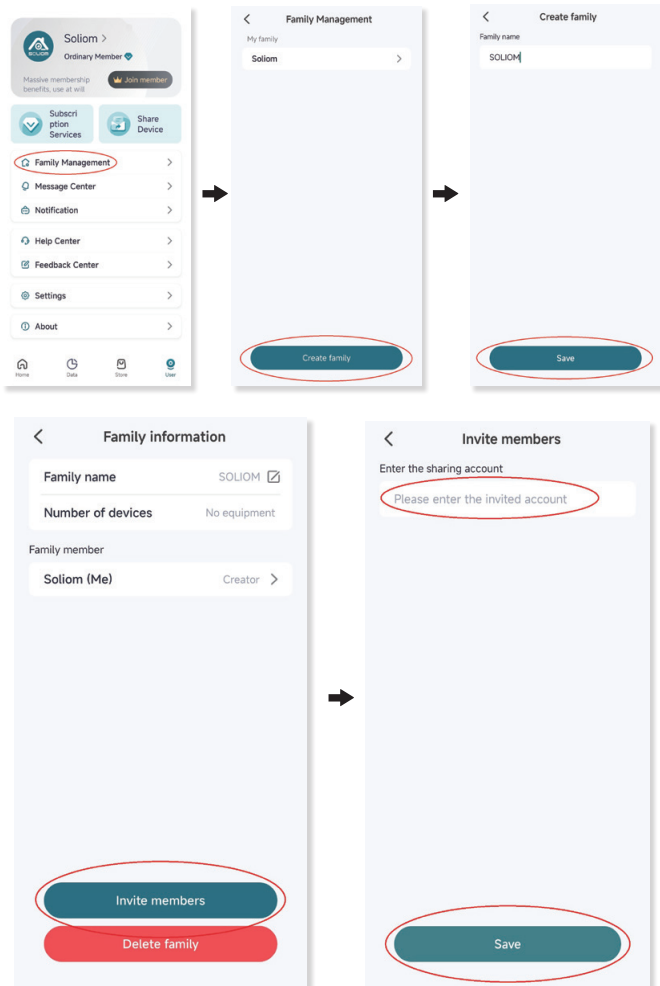 Soliom >
Ordinary Member
SOLIOM
Massive membership
benefits, use at will
Join member
Subscri
ption
Services
Share
Device
Family Management
Message Center
Notification
Help Center
Feedback Center
Settings
About
Home
Data
Store
User
Family Management
My family
Soliom
Create family
Create family
Family name
SOLIOM
Save
Family information
Family name
SOLIOM
Number of devices
No equipment
Family member
Soliom (Me)
Creator
Invite members
Delete family
Invite members
Enter the sharing account
Please enter the invited account
Save